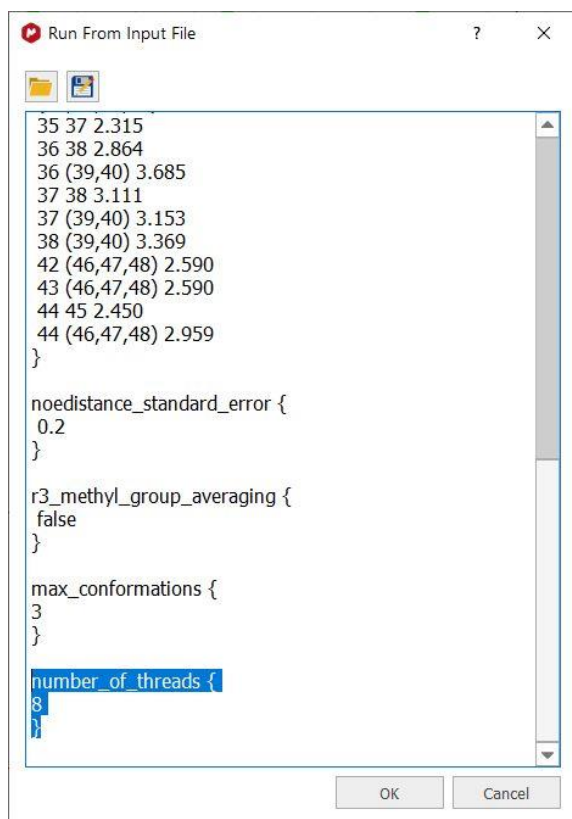 Run From Input File
35 37 2.315
36 38 2.864
36 (39,40) 3.685
37 38 3.111
37 (39,40) 3.153
38 (39,40) 3.369
42 (46,47,48) 2.590
43 (46,47,48) 2.590
44 45 2.450
44 (46,47,48) 2.959
}
noedistance_standard_error {
0.2
}
r3_methyl_group_averaging {
false
}
max_conformations {
3
}
number_of_threads {
8
}
OK Cancel